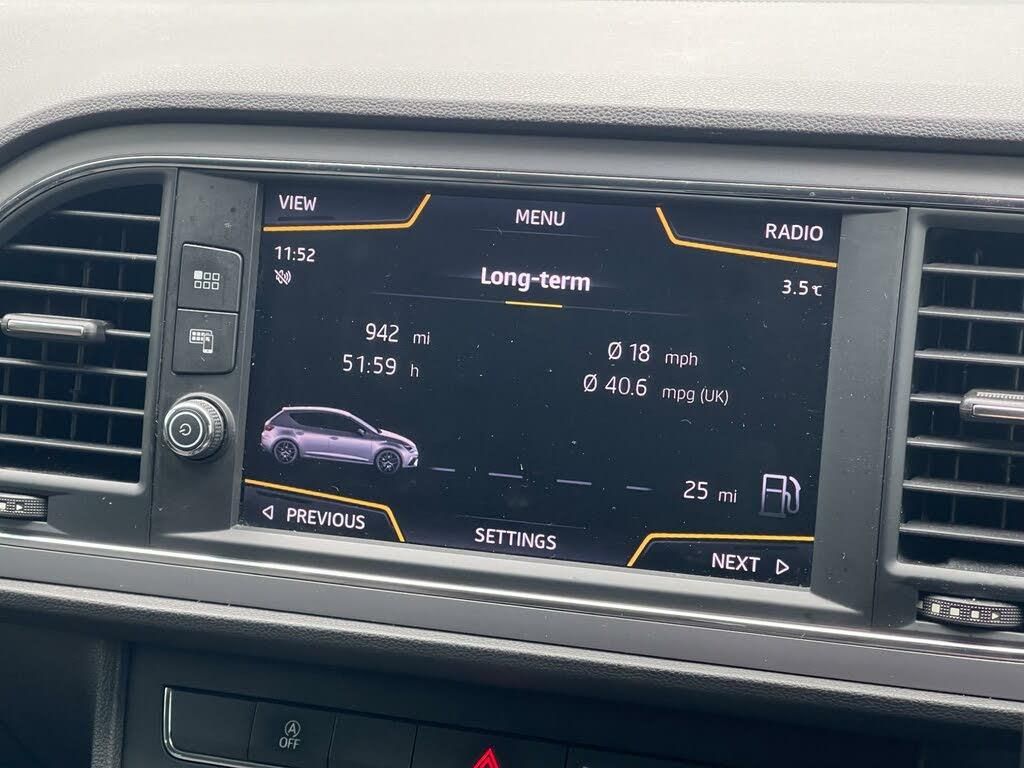 VIEW
MENU
RADIO
11:52
3.5℃
Long-term
942 mi
51:59 h
Ø 18 mph
Ø 40.6 mpg (UK)
25 mi
◁ PREVIOUS
SETTINGS
NEXT ▷
A
OFF